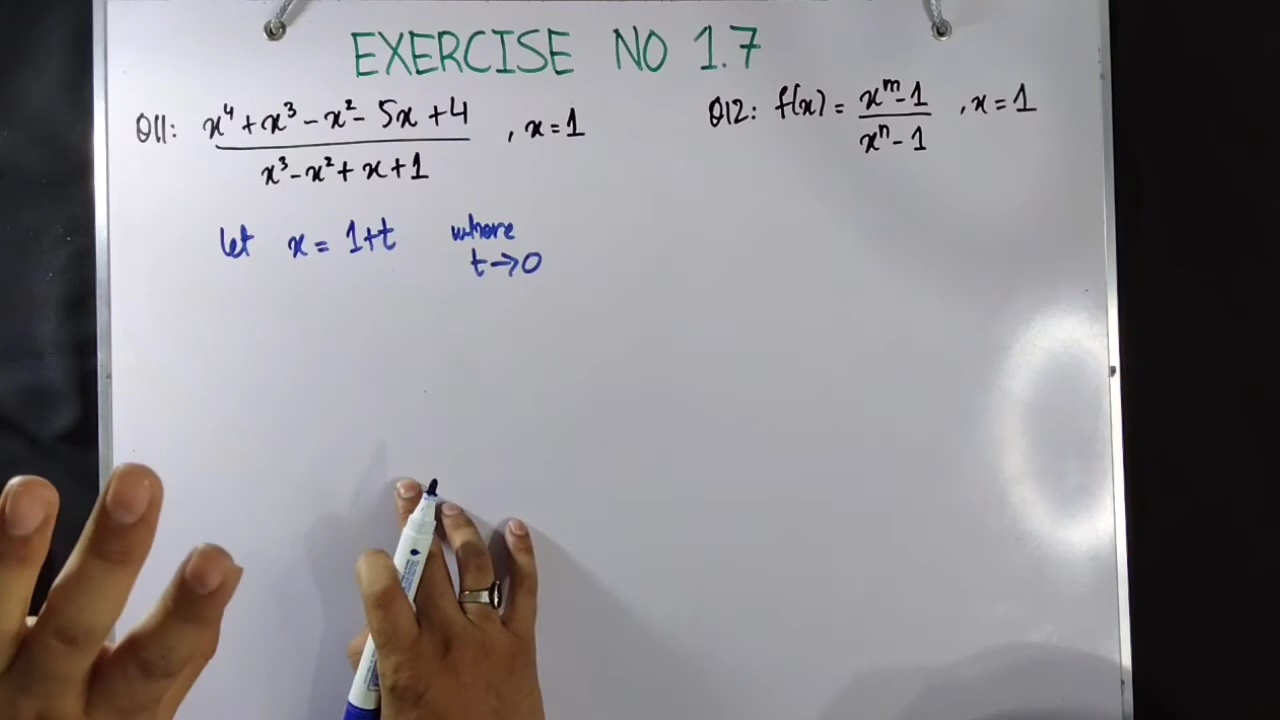 EXERCISE NO 1.7
Q11: x⁴ + x³ - x² - 5x + 4 , x = 1
x³ - x² + x + 1
Q12: f(x) = xᵐ - 1 , x = 1
xⁿ - 1
let x = 1+t where
t → 0